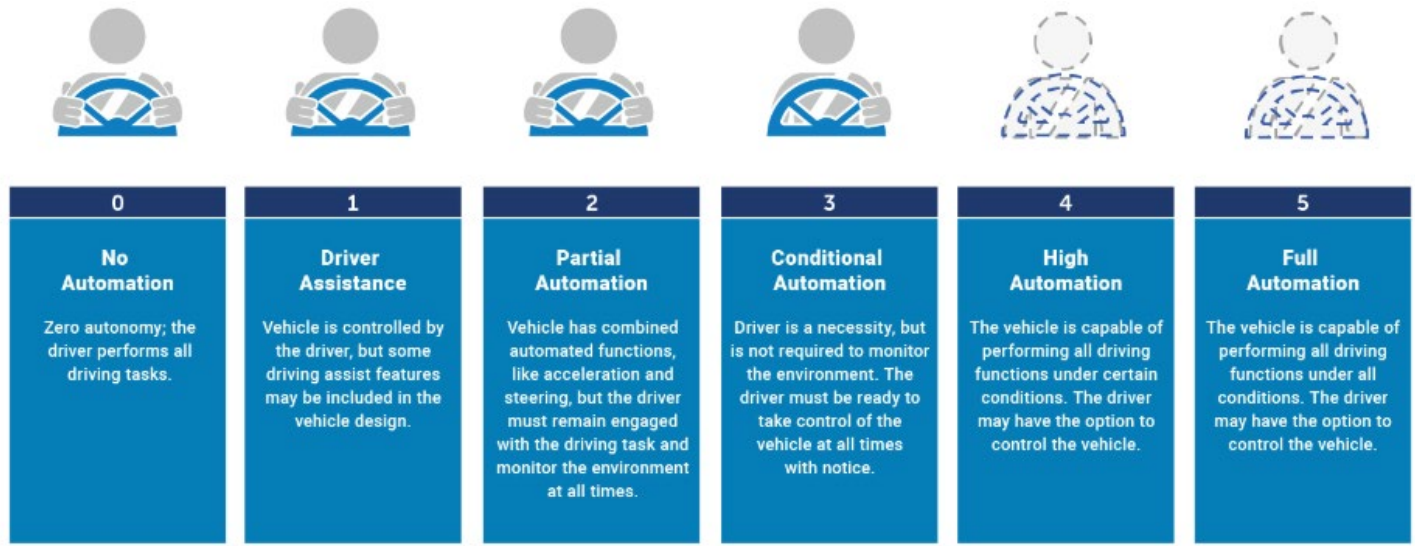 0
No
Automation
Zero autonomy; the
driver performs all
driving tasks.
1
Driver
Assistance
Vehicle is controlled by
the driver, but some
driving assist features
may be included in the
vehicle design.
2
Partial
Automation
Vehicle has combined
automated functions,
like acceleration and
steering, but the driver
must remain engaged
with the driving task and
monitor the environment
at all times.
3
Conditional
Automation
Driver is a necessity, but
is not required to monitor
the environment. The
driver must be ready to
take control of the
vehicle at all times
with notice.
4
High
Automation
The vehicle is capable of
performing all driving
functions under certain
conditions. The driver
may have the option to
control the vehicle.
5
Full
Automation
The vehicle is capable of
performing all driving
functions under all
conditions. The driver
may have the option to
control the vehicle.